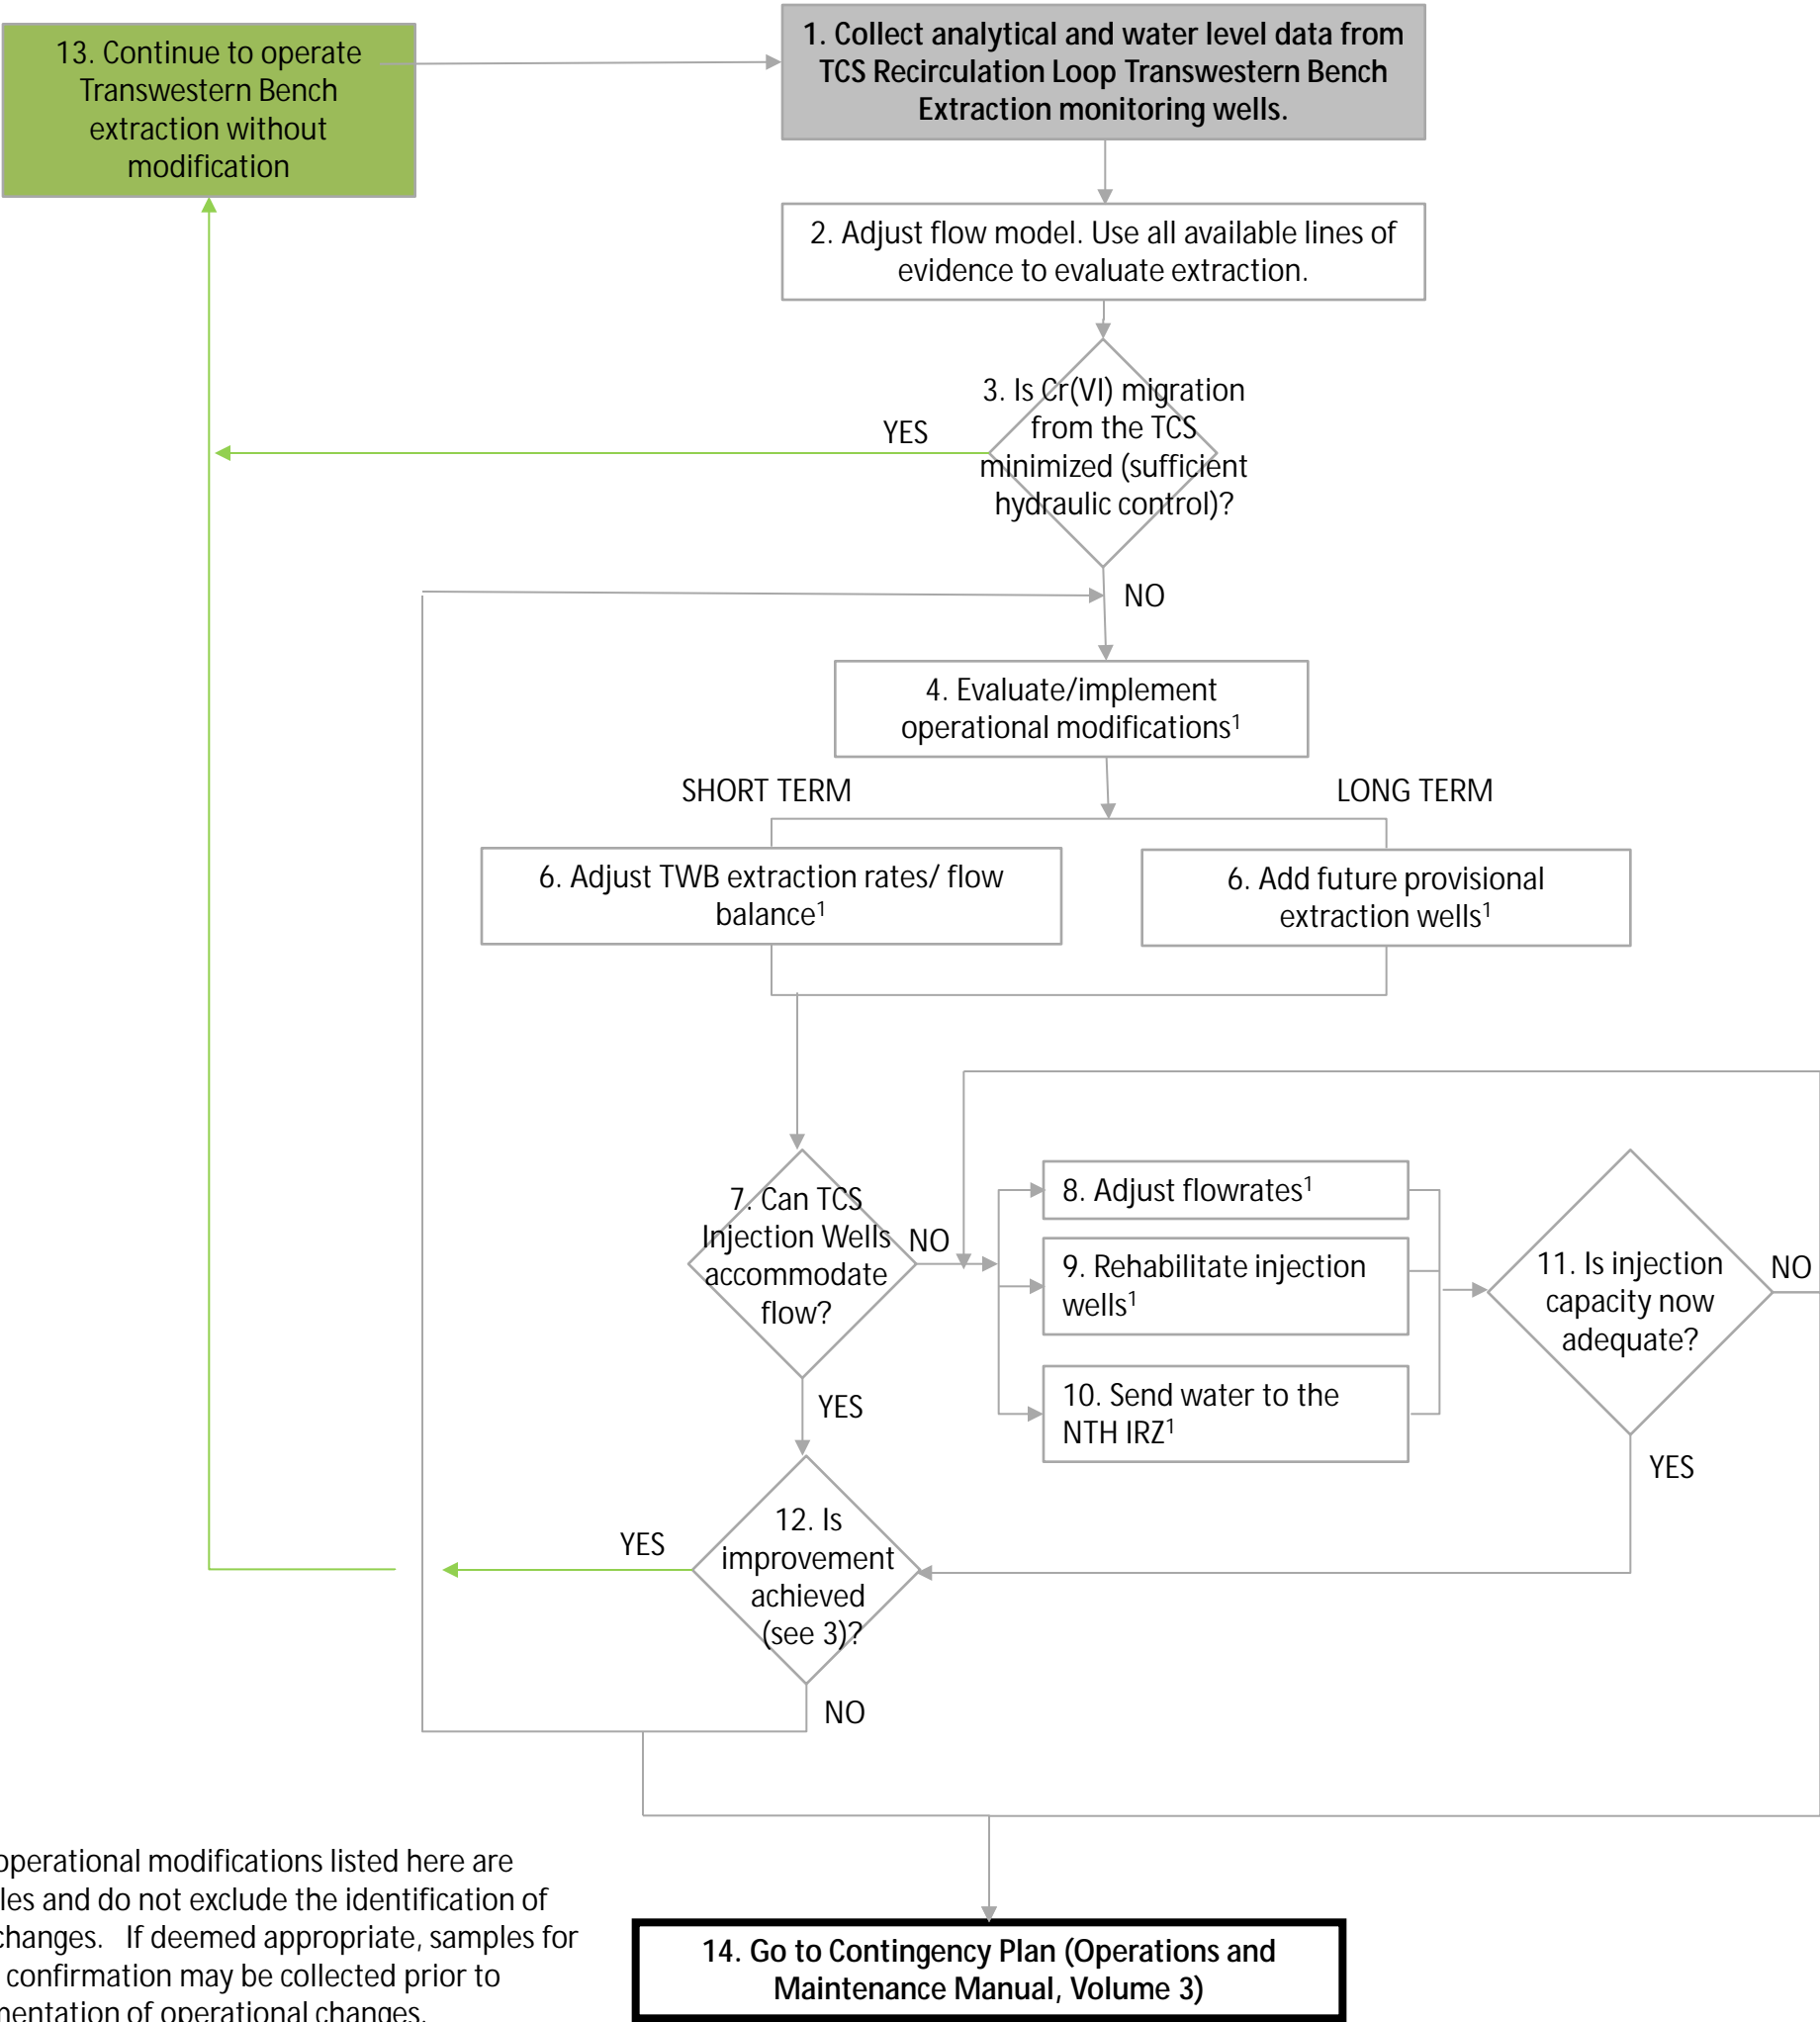 13. Continue to operate
Transwestern Bench
extraction without
modification
1. Collect analytical and water level data from
TCS Recirculation Loop Transwestern Bench
Extraction monitoring wells.
2. Adjust flow model. Use all available lines of
evidence to evaluate extraction.
3. Is Cr(VI) migration
from the TCS
minimized (sufficient
hydraulic control)?
YES
NO
4. Evaluate/implement
operational modifications¹
SHORT TERM
LONG TERM
6. Adjust TWB extraction rates/ flow
balance¹
6. Add future provisional
extraction wells¹
7. Can TCS
Injection Wells
accommodate
flow?
NO
YES
8. Adjust flowrates¹
9. Rehabilitate injection
wells¹
10. Send water to the
NTH IRZ¹
11. Is injection
capacity now
adequate?
NO
YES
12. Is
improvement
achieved
(see 3)?
YES
NO
operational modifications listed here are
and do not exclude the identification of
changes. If deemed appropriate, samples for
confirmation may be collected prior to
of operational changes.
14. Go to Contingency Plan (Operations and
Maintenance Manual, Volume 3)